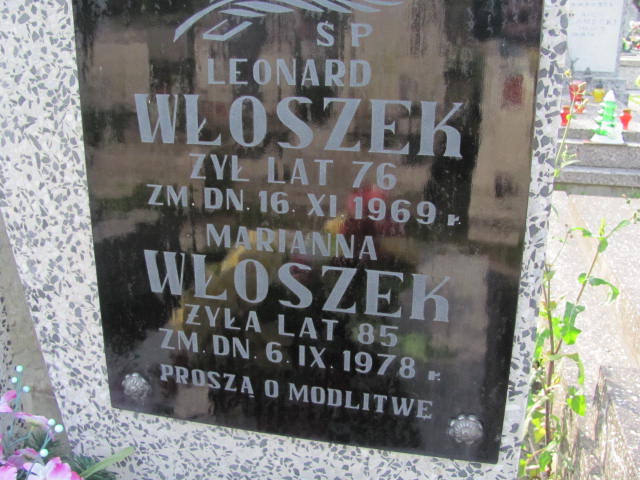 ŚP
LEONARD
WŁOSZEK
ŻYŁ LAT 76
ZM. DN. 16. XI. 1969 r.
MARIANNA
WŁOSZEK
ŻYŁA LAT 85
ZM. DN. 6. IX. 1978 r.
PROSZĄ O MODLITWĘ